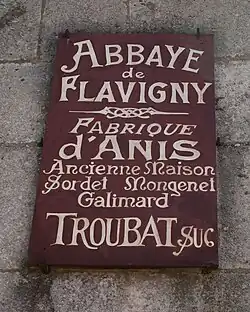 ABBAYE
de
FLAVIGNY
FABRIQUE
d'ANIS
Ancienne Maison
Sordet Mongenet
Galimard
TROUBAT SUC